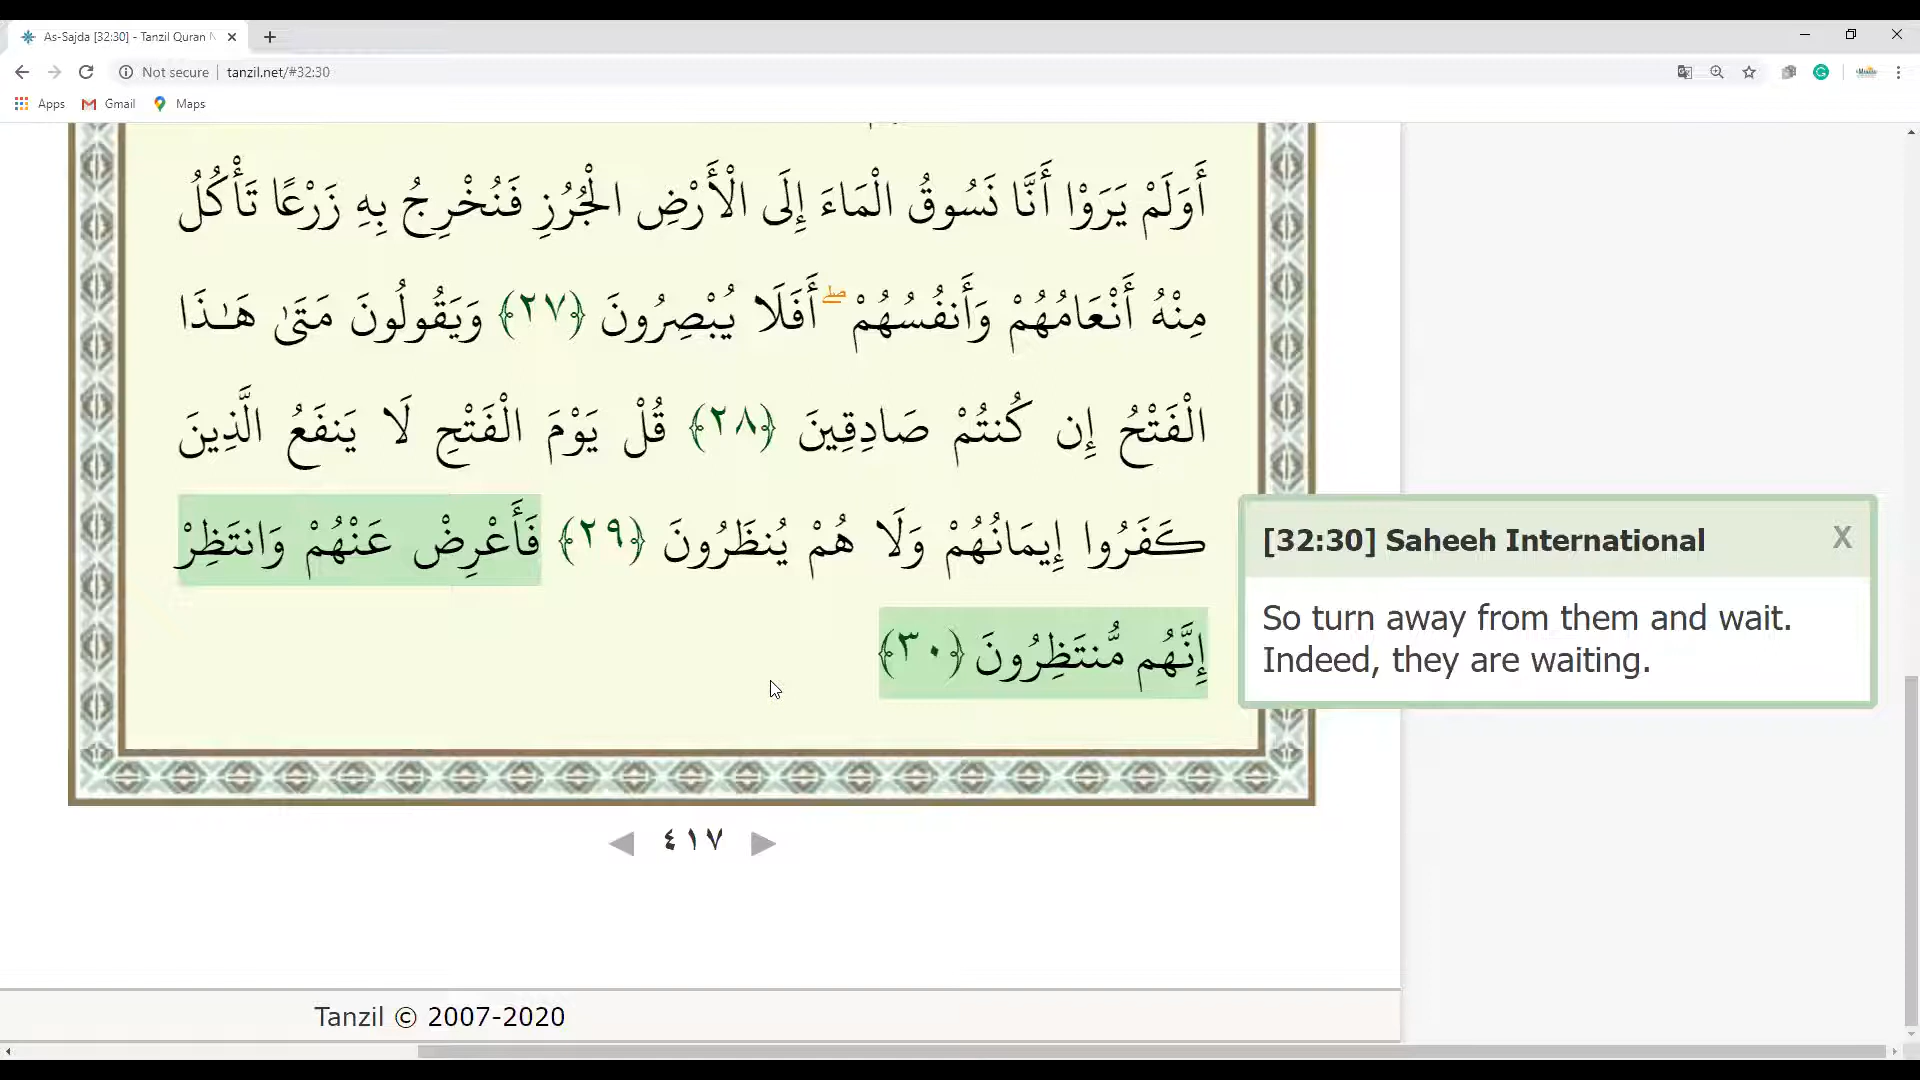 As-Sajda [32:30] - Tanzil Quran N
Not secure
tanzil.net/#32:30
Apps
Gmail
Maps
أَوَلَمْ يَرَوْا أَنَّا نَسُوقُ الْمَاءَ إِلَى الْأَرْضِ الْجُرُزِ فَنُخْرِجُ بِهِ زَرْعًا تَأْكُلُ
مِنْهُ أَنْعَامُهُمْ وَأَنفُسُهُمْ ۖ أَفَلَا يُبْصِرُونَ ﴿٢٧﴾ وَيَقُولُونَ مَتَىٰ هَـٰذَا
الْفَتْحُ إِن كُنتُمْ صَادِقِينَ ﴿٢٨﴾ قُلْ يَوْمَ الْفَتْحِ لَا يَنفَعُ الَّذِينَ
كَفَرُوا إِيمَانُهُمْ وَلَا هُمْ يُنظَرُونَ ﴿٢٩﴾ فَأَعْرِضْ عَنْهُمْ وَانتَظِرْ
إِنَّهُم مُّنتَظِرُونَ ﴿٣٠﴾
[32:30] Saheeh International
X
So turn away from them and wait.
Indeed, they are waiting.
٤١٧
Tanzil © 2007-2020